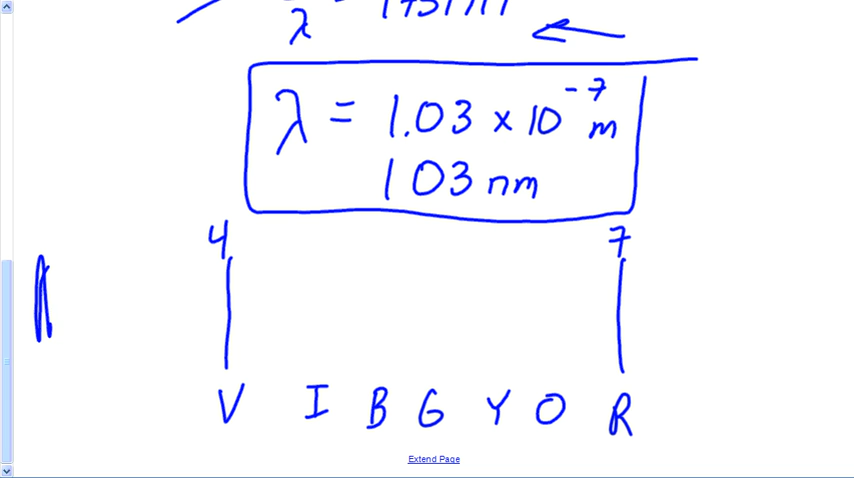 λ
λ = 1.03 × 10⁻⁷ m
103 nm
4 7
V I B G Y O R
Extend Page